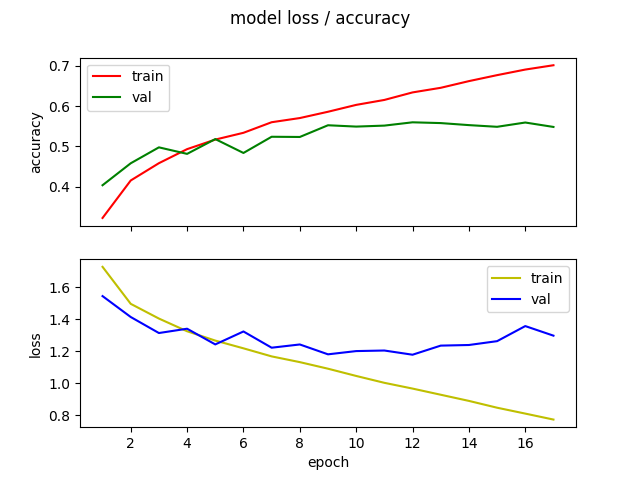 model loss / accuracy
train
val
accuracy
0.7
0.6
0.5
0.4
train
val
loss
1.6
1.4
1.2
1.0
0.8
2 4 6 8 10 12 14 16
epoch